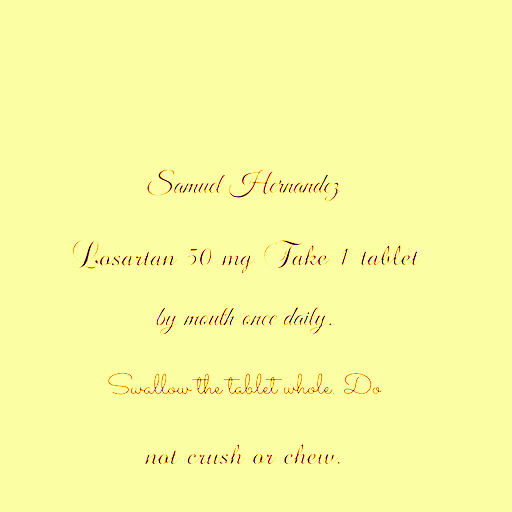 Samuel Hernandez
Losartan 50 mg Take 1 tablet
by mouth once daily.
Swallow the tablet whole. Do
not crush or chew.